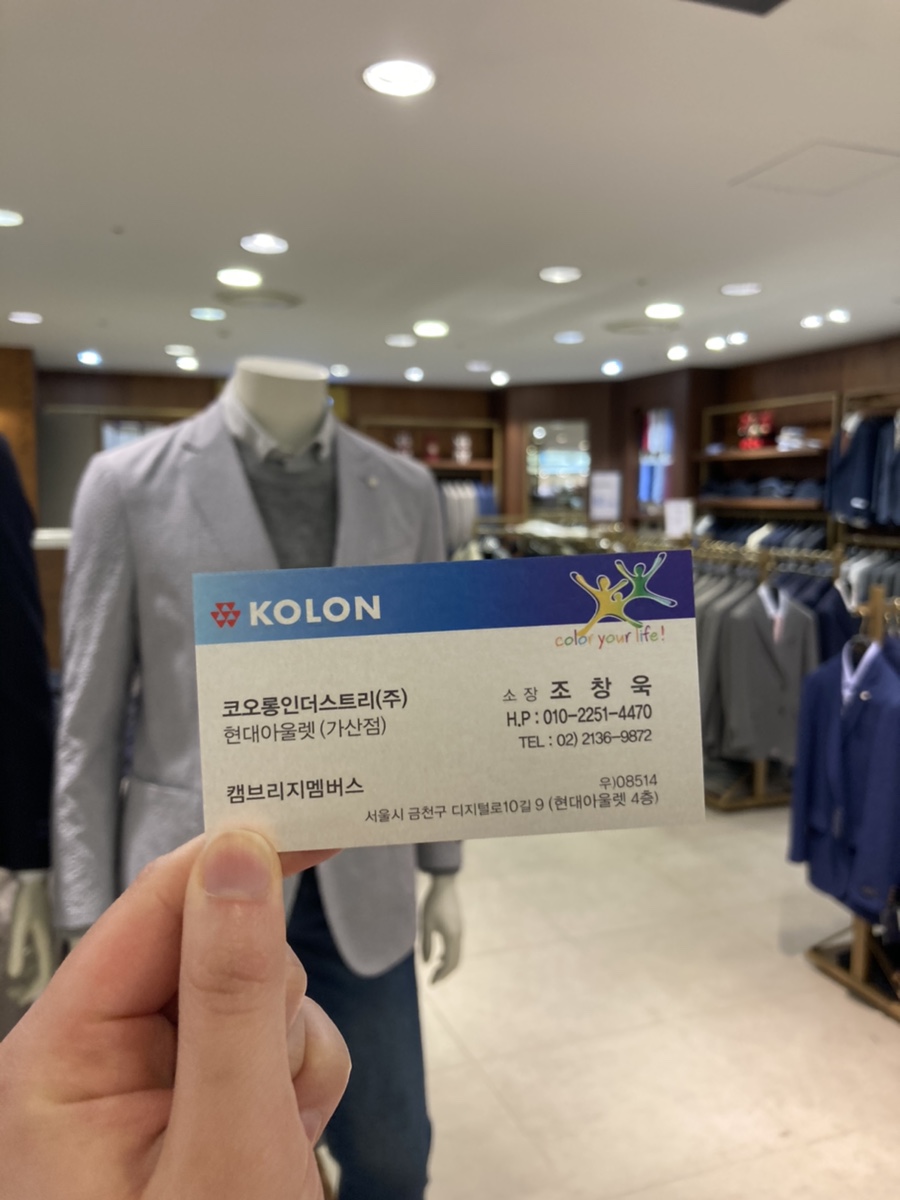 KOLON
color your life!
코오롱인더스트리(주)
현대아울렛 (가산점)
캠브리지멤버스
소 장 조 창 욱
H.P : 010-2251-4470
TEL : 02) 2136-9872
우)08514
서울시 금천구 디지털로10길 9 (현대아울렛 4층)